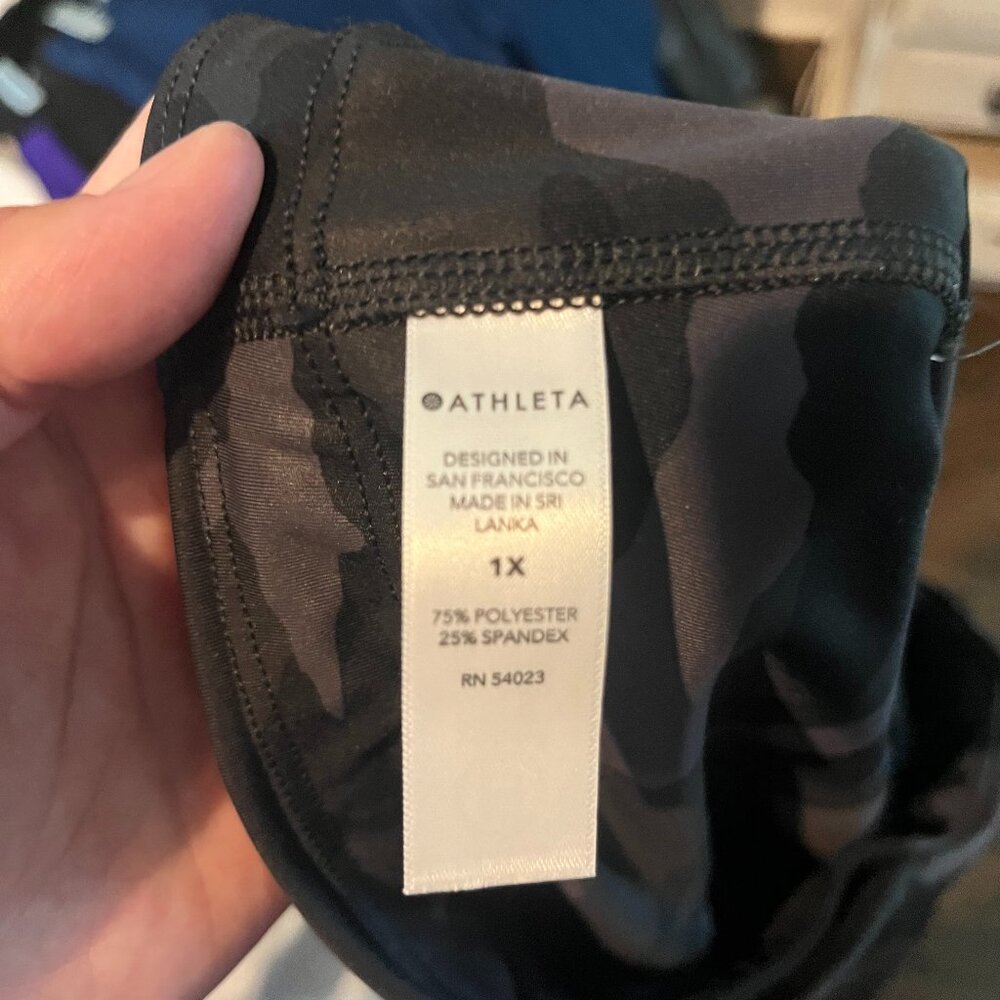 ATHLETA
DESIGNED IN
SAN FRANCISCO
MADE IN SRI
LANKA
1X
75% POLYESTER
25% SPANDEX
RN 54023